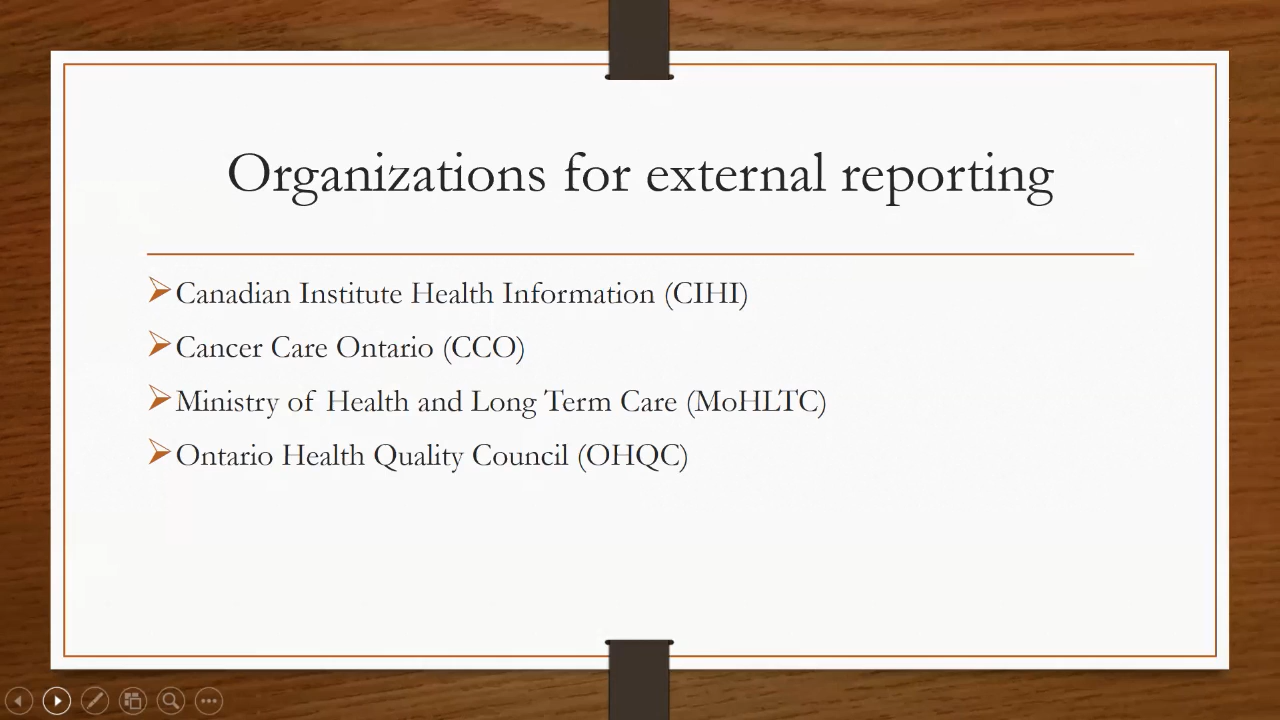 Organizations for external reporting
Canadian Institute Health Information (CIHI)
Cancer Care Ontario (CCO)
Ministry of Health and Long Term Care (MoHLTC)
Ontario Health Quality Council (OHQC)